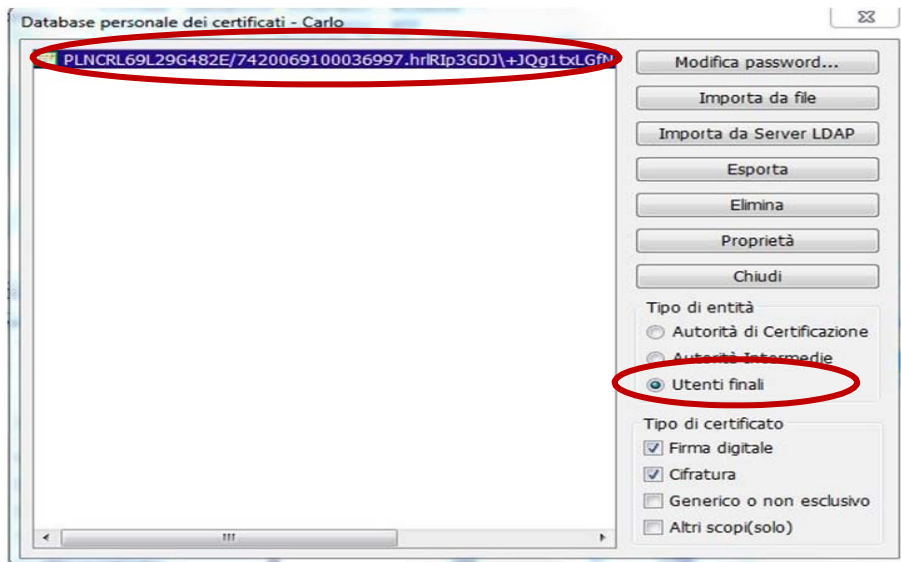 Database personale dei certificati - Carlo
PLNCRL69L29G482E/7420069100036997.hrlRIp3GDJ\+JQg1txLGfN
Modifica password...
Importa da file
Importa da Server LDAP
Esporta
Elimina
Proprietà
Chiudi
Tipo di entità
Autorità di Certificazione
Autorità Intermedie
Utenti finali
Tipo di certificato
Firma digitale
Cifratura
Generico o non esclusivo
Altri scopi(solo)